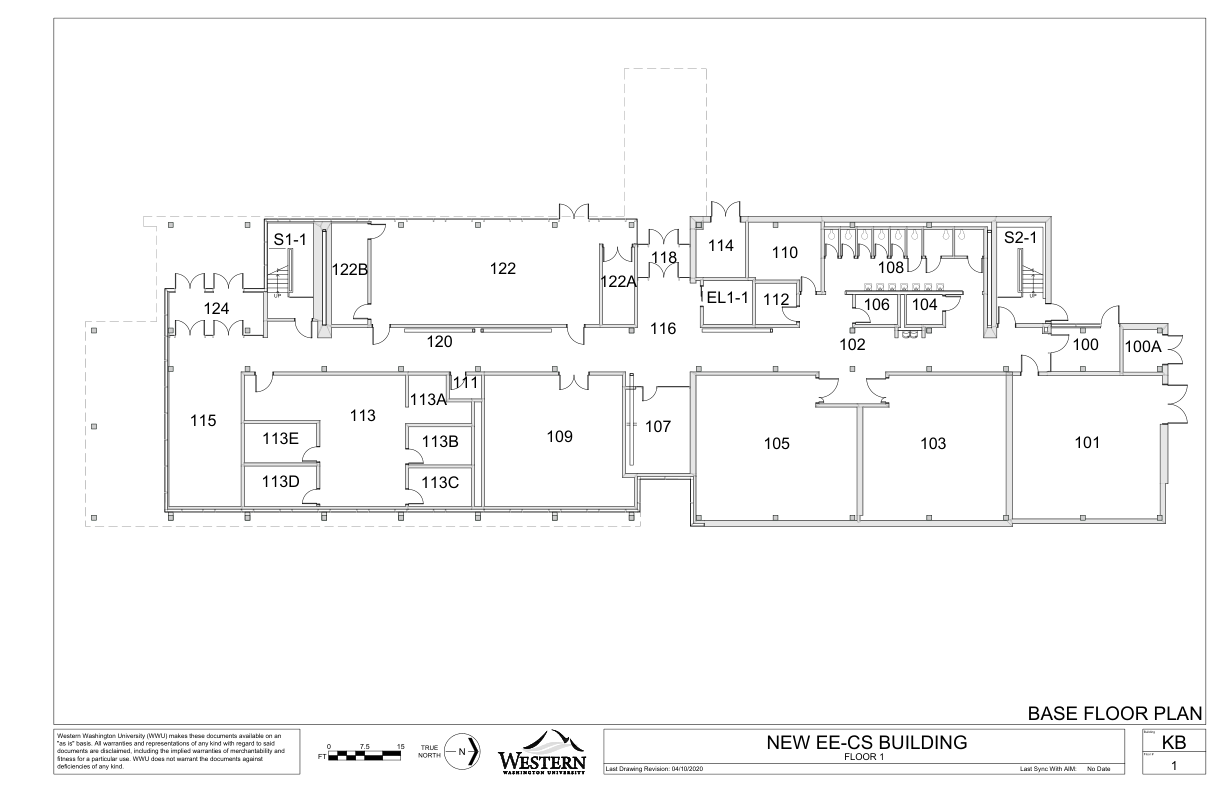 S1-1
122B
122
122A
118
114
110
108
S2-1
124
EL1-1
112
106
104
UP
UP
116
120
102
100
100A
111
113A
115
113
113E
113B
109
107
105
103
101
113D
113C
BASE FLOOR PLAN
Western Washington University (WWU) makes these documents available on an
"as is" basis. All warranties and representations of any kind with regard to said
documents are disclaimed, including the implied warranties of merchantability and
fitness for a particular use. WWU does not warrant the documents against
deficiencies of any kind.
0 7.5 15
FT
TRUE
NORTH
N
WESTERN
WASHINGTON UNIVERSITY
NEW EE-CS BUILDING
FLOOR 1
Last Drawing Revision: 04/10/2020
Last Sync With AIM: No Date
Building
KB
1